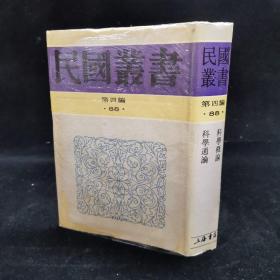 民國叢書
第四編
·88·
民國
叢書
第四編
·88·
科學概論
科學通論
上海書店